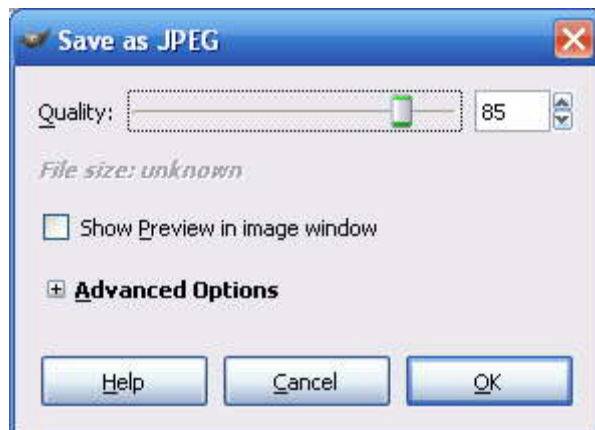 Save as JPEG
Quality: 85
File size: unknown
Show Preview in image window
Advanced Options
Help Cancel OK